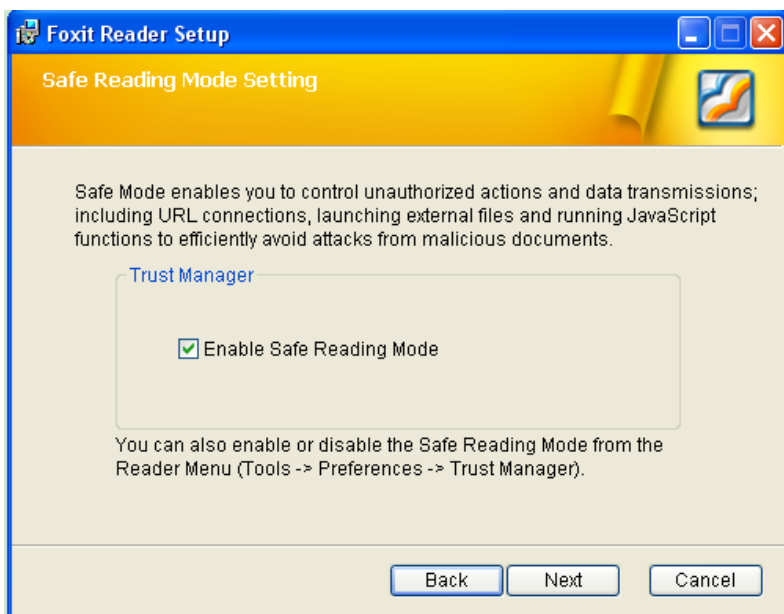 Foxit Reader Setup
Safe Reading Mode Setting
Safe Mode enables you to control unauthorized actions and data transmissions;
including URL connections, launching external files and running JavaScript
functions to efficiently avoid attacks from malicious documents.
Trust Manager
Enable Safe Reading Mode
You can also enable or disable the Safe Reading Mode from the
Reader Menu (Tools -> Preferences -> Trust Manager).
Back Next Cancel